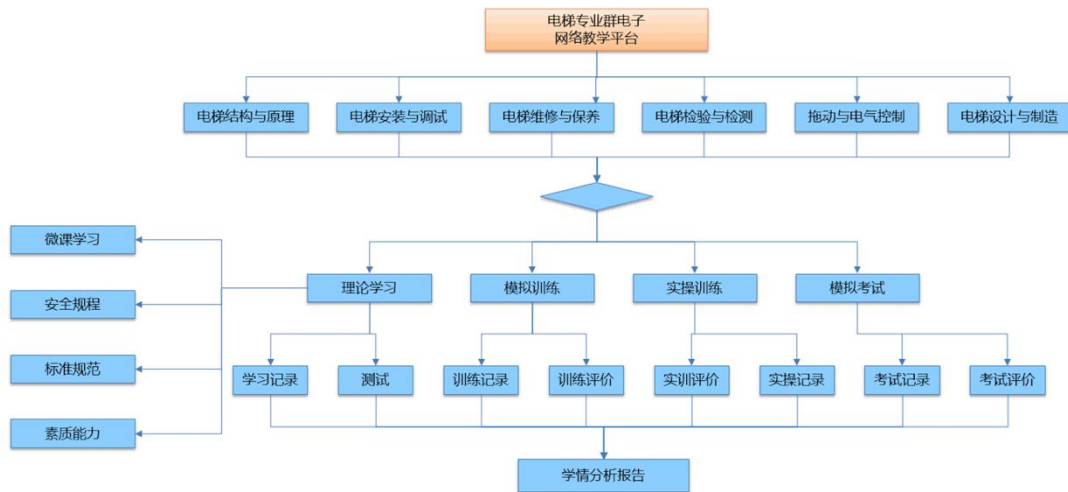 电梯专业群电子
网络教学平台
电梯结构与原理
电梯安装与调试
电梯维修与保养
电梯检验与检测
拖动与电气控制
电梯设计与制造
微课学习
安全规程
标准规范
素质能力
理论学习
模拟训练
实操训练
模拟考试
学习记录
测试
训练记录
训练评价
实训评价
实操记录
考试记录
考试评价
学情分析报告